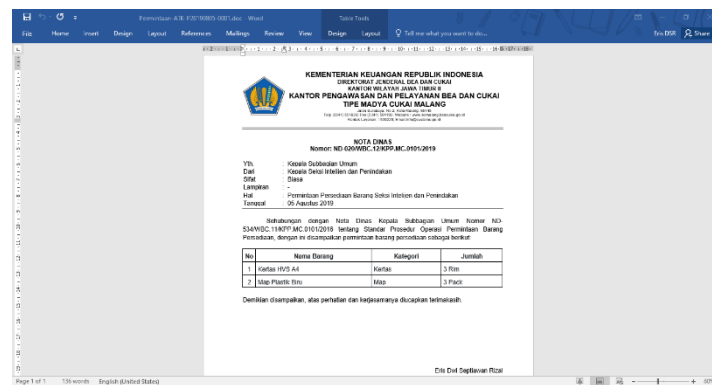 Permintaan-ATK-P20190805-0001.doc - Word
Table Tools
File Home Insert Design Layout References Mailings Review View Design Layout Tell me what you want to do...
Eris DSR Share
KEMENTERIAN KEUANGAN REPUBLIK INDONESIA
DIREKTORAT JENDERAL BEA DAN CUKAI
KANTOR WILAYAH JAWA TIMUR II
KANTOR PENGAWASAN DAN PELAYANAN BEA DAN CUKAI
TIPE MADYA CUKAI MALANG
NOTA DINAS
Nomor: ND-020/WBC.12/KPP.MC.0101/2019
Yth. : Kepala Subbagian Umum
Dari : Kepala Seksi Intelijen dan Penindakan
Sifat : Biasa
Lampiran : -
Hal : Permintaan Persediaan Barang Seksi Intelijen dan Penindakan
Tanggal : 05 Agustus 2019
Sehubungan dengan Nota Dinas Kepala Subbagian Umum Nomor ND-
534/WBC.11/KPP.MC.0101/2016 tentang Standar Prosedur Operasi Permintaan Barang
Persediaan, dengan ini disampaikan permintaan barang persediaan sebagai berikut:
No Nama Barang Kategori Jumlah
1 Kertas HVS A4 Kertas 3 Rim
2 Map Plastik Biru Map 3 Pack
Demikian disampaikan, atas perhatian dan kerjasamanya diucapkan terimakasih.
Eris Dwi Septiawan Rizal
Page 1 of 1 136 words English (United States)
60%